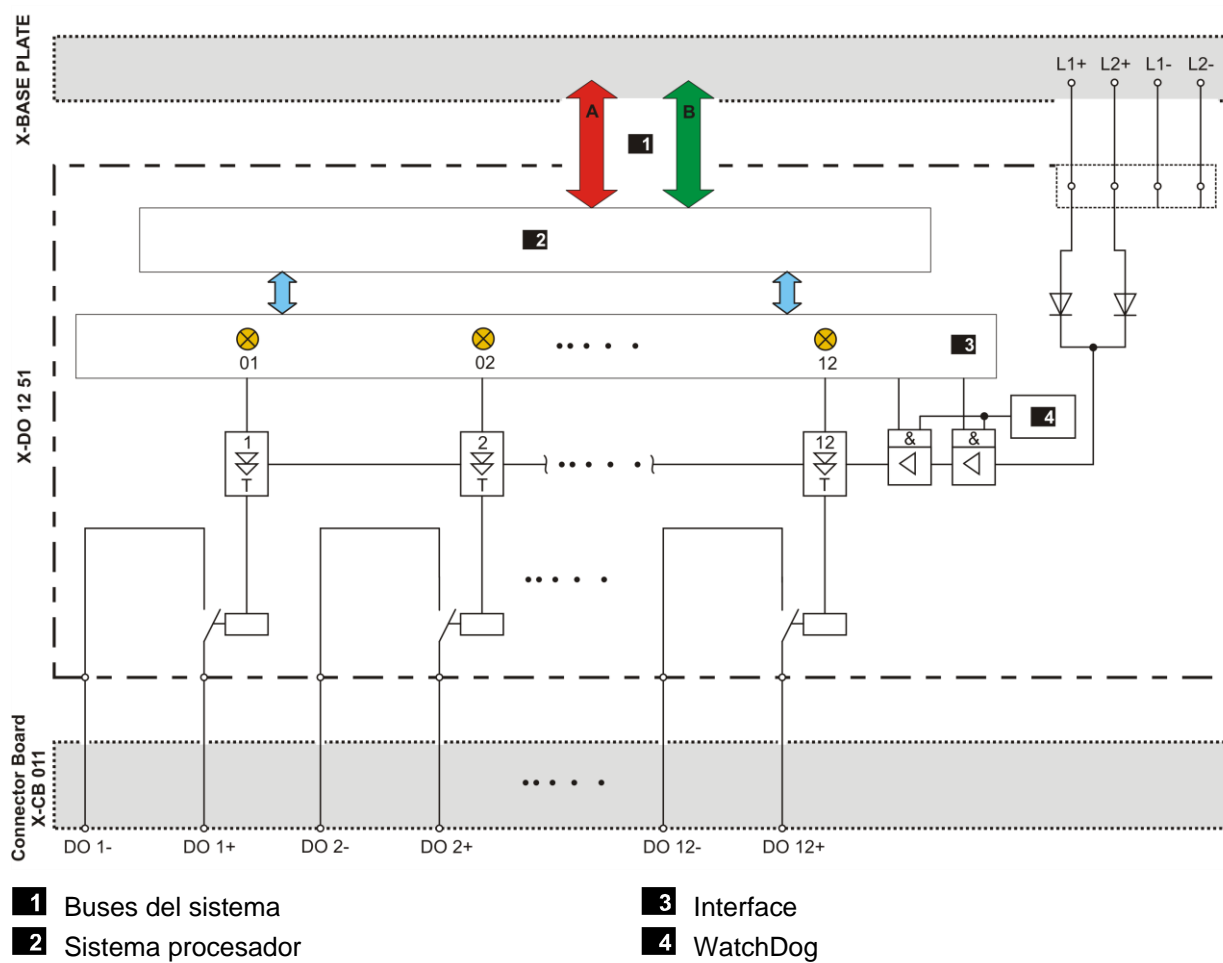 X-BASE PLATE
L1+ L2+ L1- L2-
A
B
1
2
X-DO 12 51
01
02
12
3
4
1
2
12
&
&
T
T
T
Connector Board
X-CB 011
DO 1- DO 1+ DO 2- DO 2+ DO 12- DO 12+
1 Buses del sistema
3 Interface
2 Sistema procesador
4 WatchDog